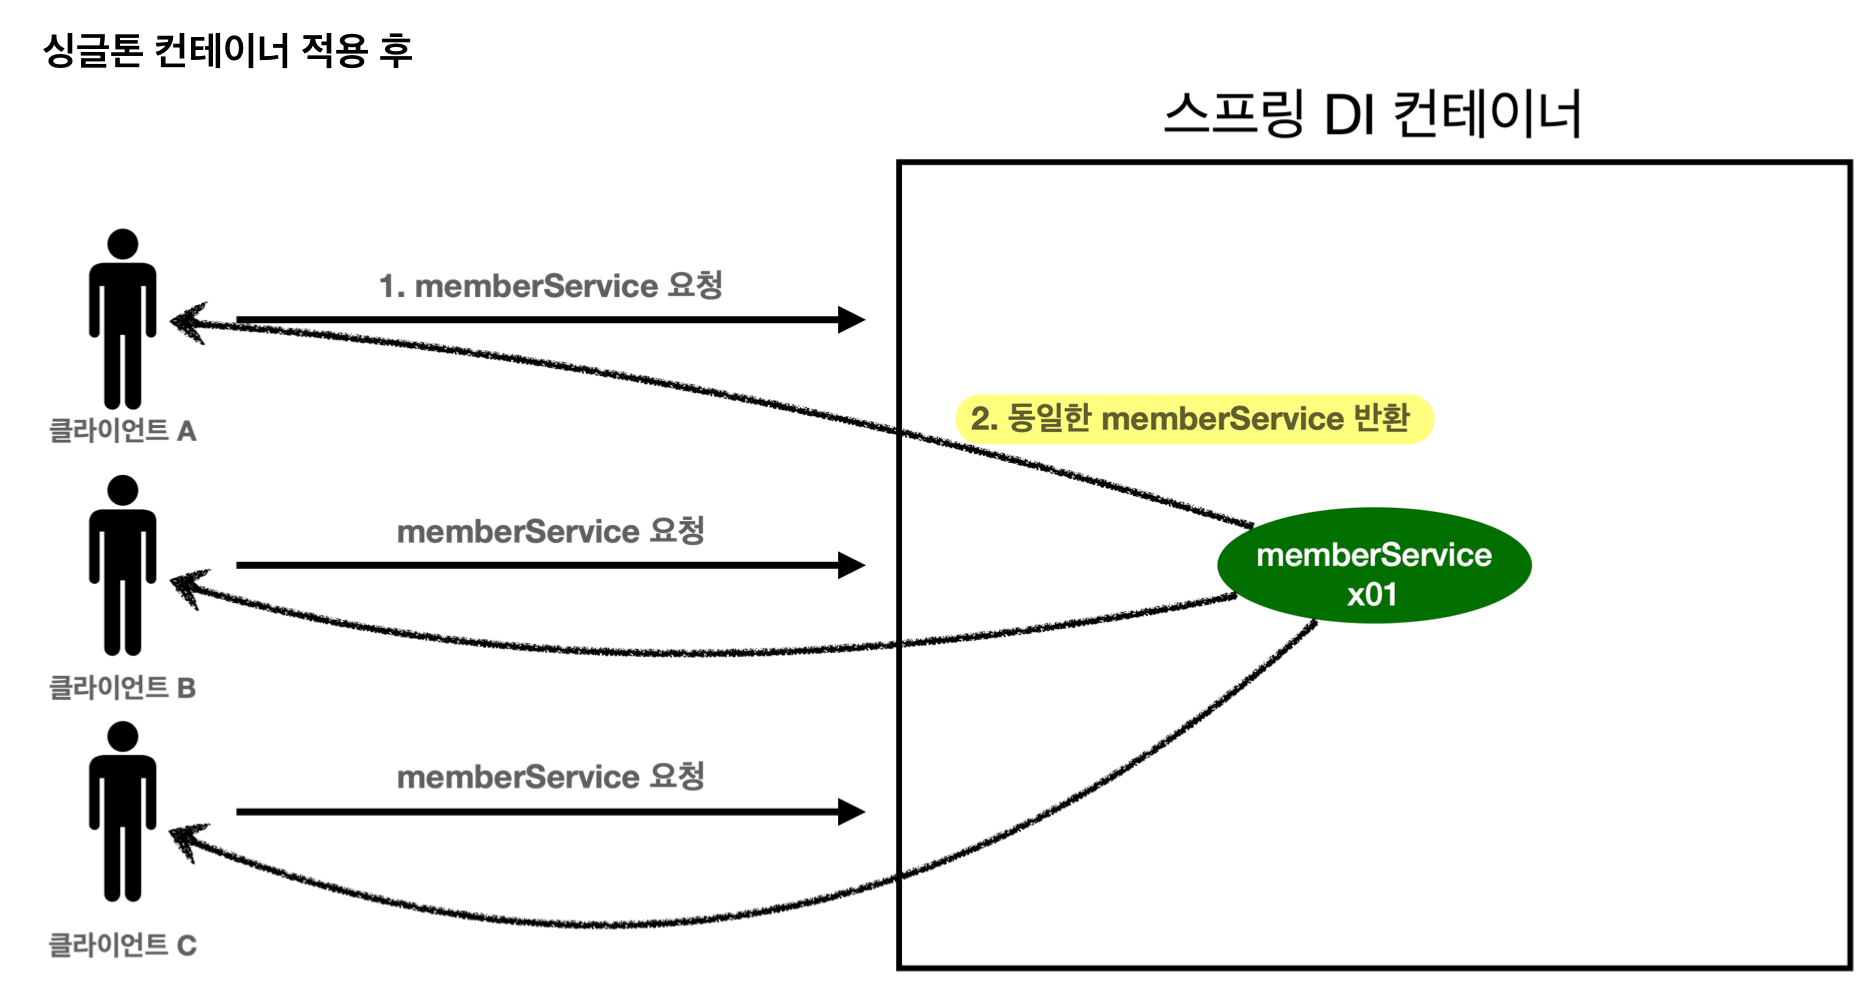 싱글톤 컨테이너 적용 후
스프링 DI 컨테이너
1. memberService 요청
클라이언트 A
2. 동일한 memberService 반환
memberService 요청
memberService
x01
클라이언트 B
memberService 요청
클라이언트 C